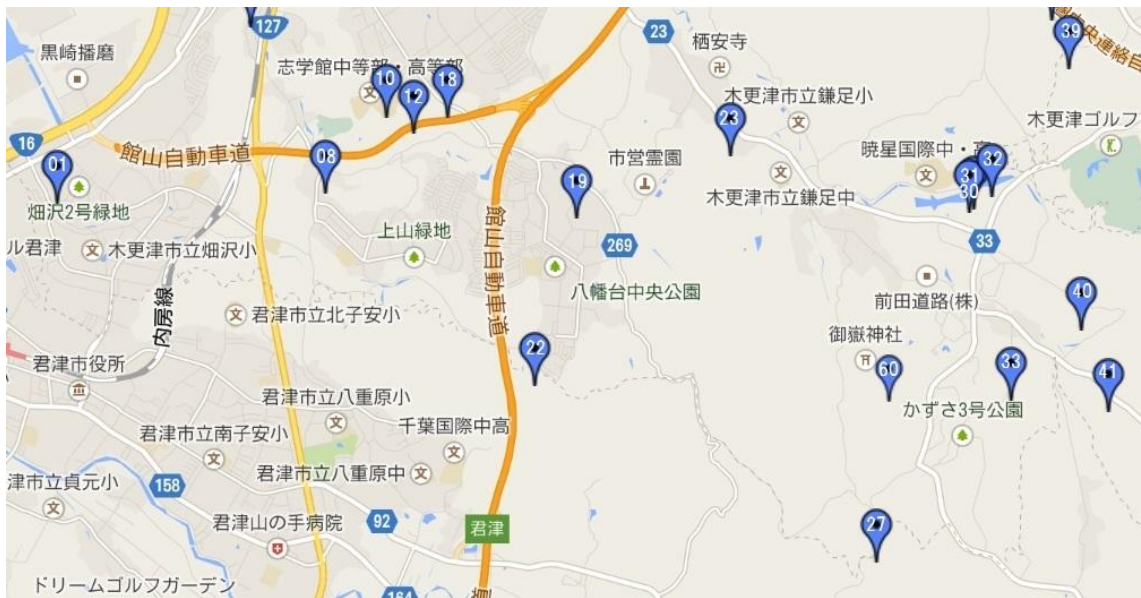 127
23
栖安寺
39
中央連絡自
黒崎播磨
志学館中等部・高等部
10
12
18
木更津市立鎌足小
23
木更津ゴルフ
16
館山自動車道
01
08
市営霊園
暁星国際中・高
32
31
30
19
木更津市立鎌足中
畑沢2号緑地
ル君津
木更津市立畑沢小
上山緑地
269
33
館山自動車道
八幡台中央公園
前田道路(株)
40
内房線
君津市立北子安小
御嶽神社
22
60
33
41
君津市役所
君津市立八重原小
かずさ3号公園
君津市立南子安小
千葉国際中高
君津市立八重原中
津市立貞元小
158
92
君津山の手病院
君津
27
ドリームゴルフガーデン
164